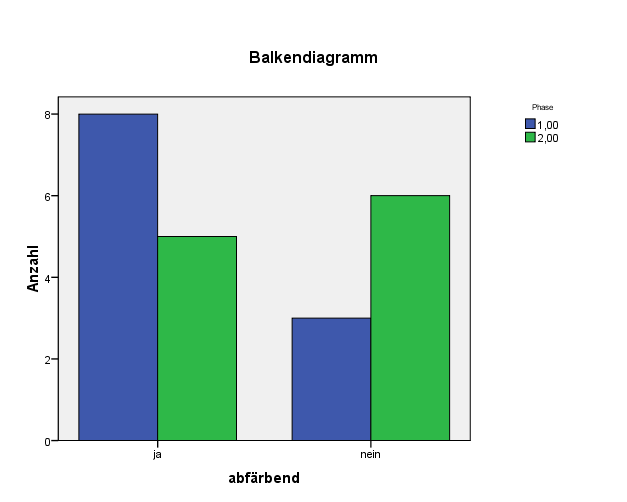 Balkendiagramm
Phase
1,00
2,00
8
6
4
2
0
Anzahl
ja
nein
abfärbend